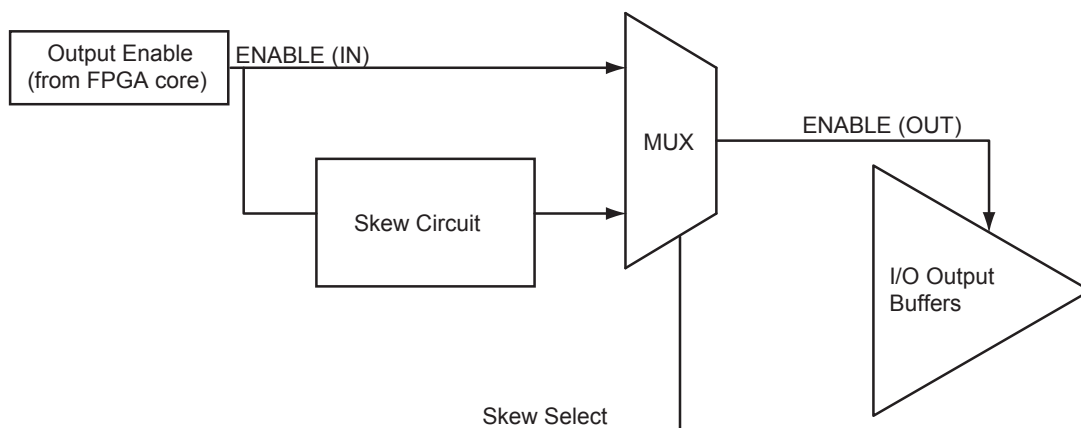 Output Enable
(from FPGA core)
ENABLE (IN)
MUX
ENABLE (OUT)
Skew Circuit
I/O Output
Buffers
Skew Select